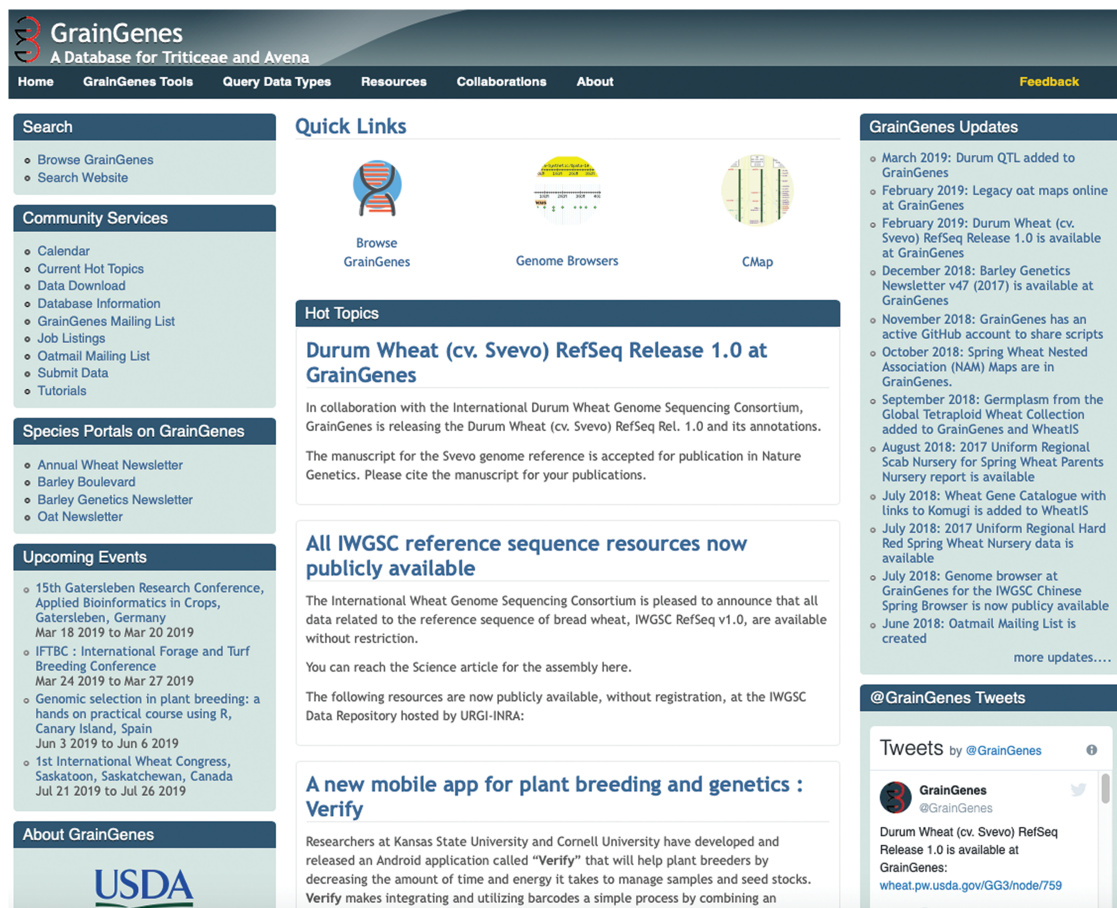 GrainGenes
A Database for Triticeae and Avena
Home GrainGenes Tools Query Data Types Resources Collaborations About Feedback
Search
Browse GrainGenes
Search Website
Community Services
Calendar
Current Hot Topics
Data Download
Database Information
GrainGenes Mailing List
Job Listings
Oatmail Mailing List
Submit Data
Tutorials
Species Portals on GrainGenes
Annual Wheat Newsletter
Barley Boulevard
Barley Genetics Newsletter
Oat Newsletter
Upcoming Events
15th Gatersleben Research Conference,
Applied Bioinformatics in Crops,
Gatersleben, Germany
Mar 18 2019 to Mar 20 2019
IFTBC : International Forage and Turf
Breeding Conference
Mar 24 2019 to Mar 27 2019
Genomic selection in plant breeding: a
hands on practical course using R,
Canary Island, Spain
Jun 3 2019 to Jun 6 2019
1st International Wheat Congress,
Saskatoon, Saskatchewan, Canada
Jul 21 2019 to Jul 26 2019
About GrainGenes
USDA
Quick Links
Browse
GrainGenes
Genome Browsers
CMap
Hot Topics
Durum Wheat (cv. Svevo) RefSeq Release 1.0 at
GrainGenes
In collaboration with the International Durum Wheat Genome Sequencing Consortium,
GrainGenes is releasing the Durum Wheat (cv. Svevo) RefSeq Rel. 1.0 and its annotations.
The manuscript for the Svevo genome reference is accepted for publication in Nature
Genetics. Please cite the manuscript for your publications.
All IWGSC reference sequence resources now
publicly available
The International Wheat Genome Sequencing Consortium is pleased to announce that all
data related to the reference sequence of bread wheat, IWGSC RefSeq v1.0, are available
without restriction.
You can reach the Science article for the assembly here.
The following resources are now publicly available, without registration, at the IWGSC
Data Repository hosted by URGI-INRA:
A new mobile app for plant breeding and genetics :
Verify
Researchers at Kansas State University and Cornell University have developed and
released an Android application called “Verify” that will help plant breeders by
decreasing the amount of time and energy it takes to manage samples and seed stocks.
Verify makes integrating and utilizing barcodes a simple process by combining an
GrainGenes Updates
March 2019: Durum QTL added to
GrainGenes
February 2019: Legacy oat maps online
at GrainGenes
February 2019: Durum Wheat (cv.
Svevo) RefSeq Release 1.0 is available
at GrainGenes
December 2018: Barley Genetics
Newsletter v47 (2017) is available at
GrainGenes
November 2018: GrainGenes has an
active GitHub account to share scripts
October 2018: Spring Wheat Nested
Association (NAM) Maps are in
GrainGenes.
September 2018: Germplasm from the
Global Tetraploid Wheat Collection
added to GrainGenes and WheatIS
August 2018: 2017 Uniform Regional
Scab Nursery for Spring Wheat Parents
Nursery report is available
July 2018: Wheat Gene Catalogue with
links to Komugi is added to WheatIS
July 2018: 2017 Uniform Regional Hard
Red Spring Wheat Nursery data is
available
July 2018: Genome browser at
GrainGenes for the IWGSC Chinese
Spring Browser is now publicy available
June 2018: Oatmail Mailing List is
created
more updates....
@GrainGenes Tweets
Tweets by @GrainGenes
GrainGenes
@GrainGenes
Durum Wheat (cv. Svevo) RefSeq
Release 1.0 is available at
GrainGenes:
wheat.pw.usda.gov/GG3/node/759